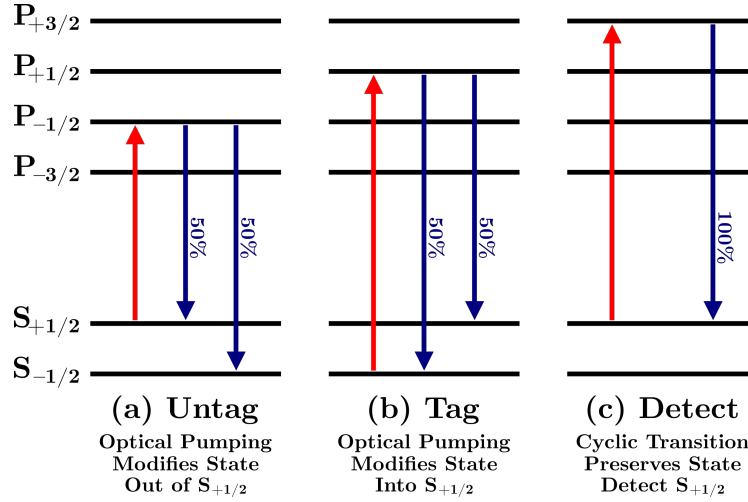 P+3/2
P+1/2
P−1/2
P−3/2
50%
50%
50%
50%
100%
S+1/2
S−1/2
(a) Untag
Optical Pumping
Modifies State
Out of S+1/2
(b) Tag
Optical Pumping
Modifies State
Into S+1/2
(c) Detect
Cyclic Transition
Preserves State
Detect S+1/2